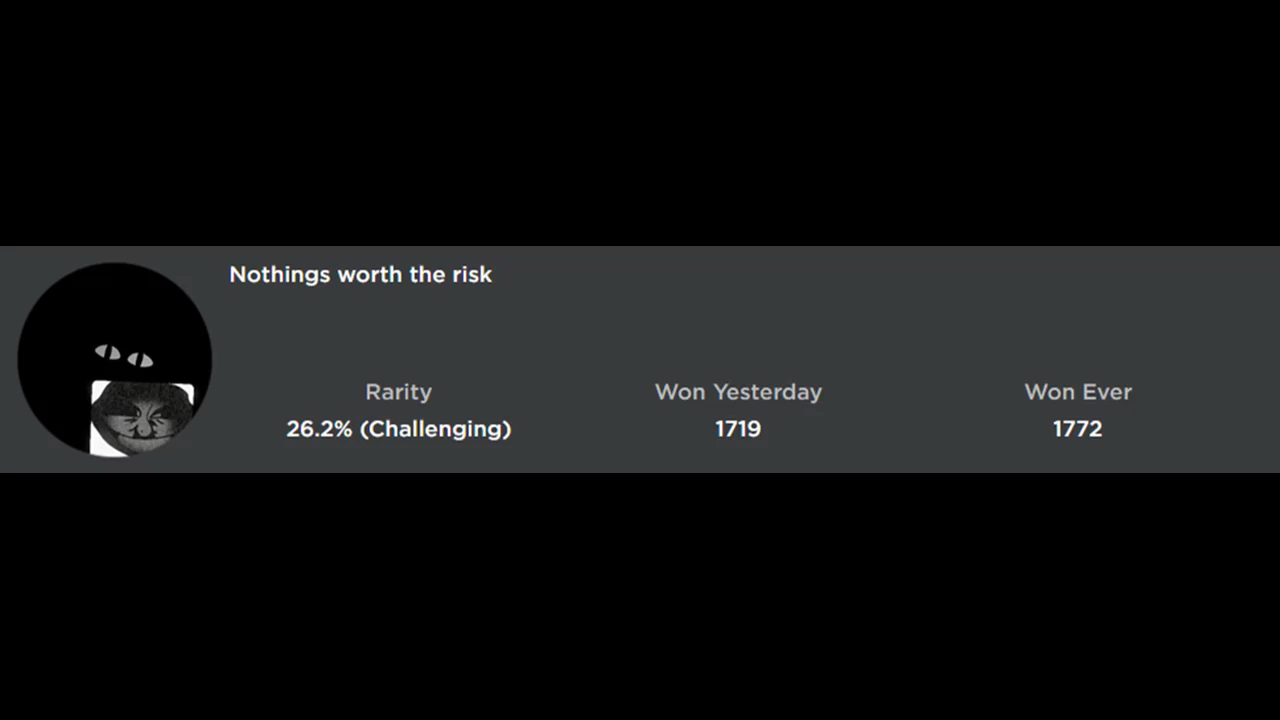 Nothings worth the risk
Rarity Won Yesterday Won Ever
26.2% (Challenging) 1719 1772